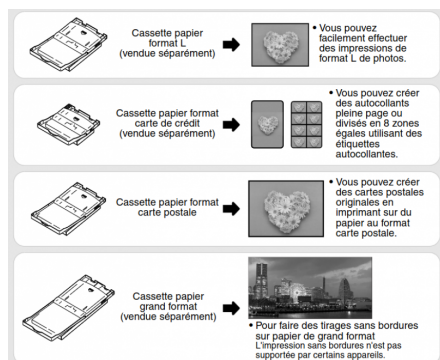 Cassette papier
format L
(vendue séparément)
• Vous pouvez
facilement effectuer
des impressions de
format L de photos.
Cassette papier format
carte de crédit
(vendue séparément)
• Vous pouvez créer
des autocollants
pleine page ou
divisés en 8 zones
égales utilisant des
étiquettes
autocollantes.
Cassette papier format
carte postale
• Vous pouvez créer
des cartes postales
originales en
imprimant sur du
papier au format
carte postale.
Cassette papier
grand format
(vendue séparément)
• Pour faire des tirages sans bordures
sur papier de grand format
L'impression sans bordures n'est pas
supportée par certains appareils.